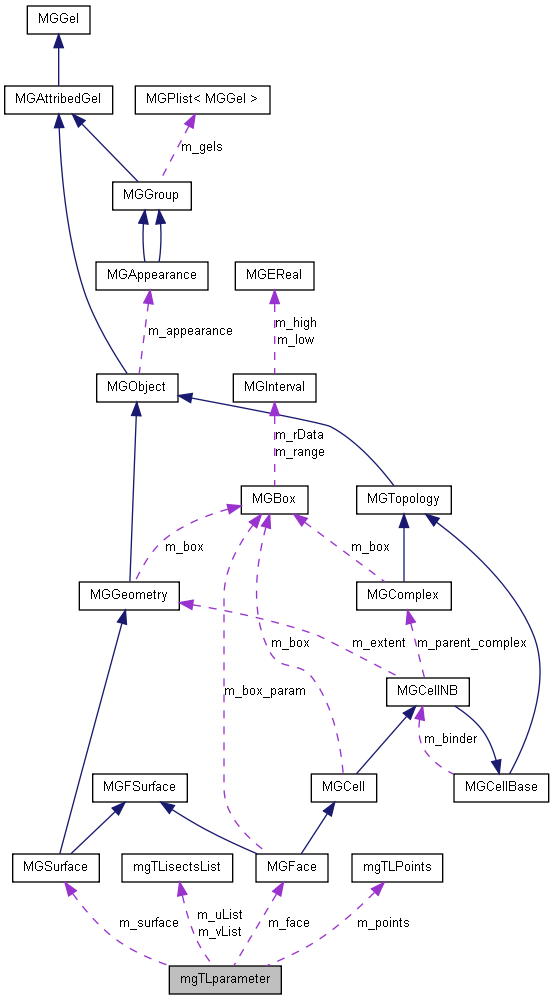 MGGel
MGAttribedGel
MGPlist< MGGel >
m_gels
MGGroup
MGAppearance
MGEReal
m_appearance
m_high
m_low
MGObject
MGInterval
m_rData
m_range
MGBox
MGTopology
m_box
m_box
MGGeometry
MGComplex
m_box
m_extent
m_parent_complex
m_box_param
MGCellNB
m_binder
MGFSurface
MGCell
MGCellBase
MGSurface
mgTLisectsList
MGFace
mgTLPoints
m_surface
m_uList
m_vList
m_face
m_points
mgTLparameter